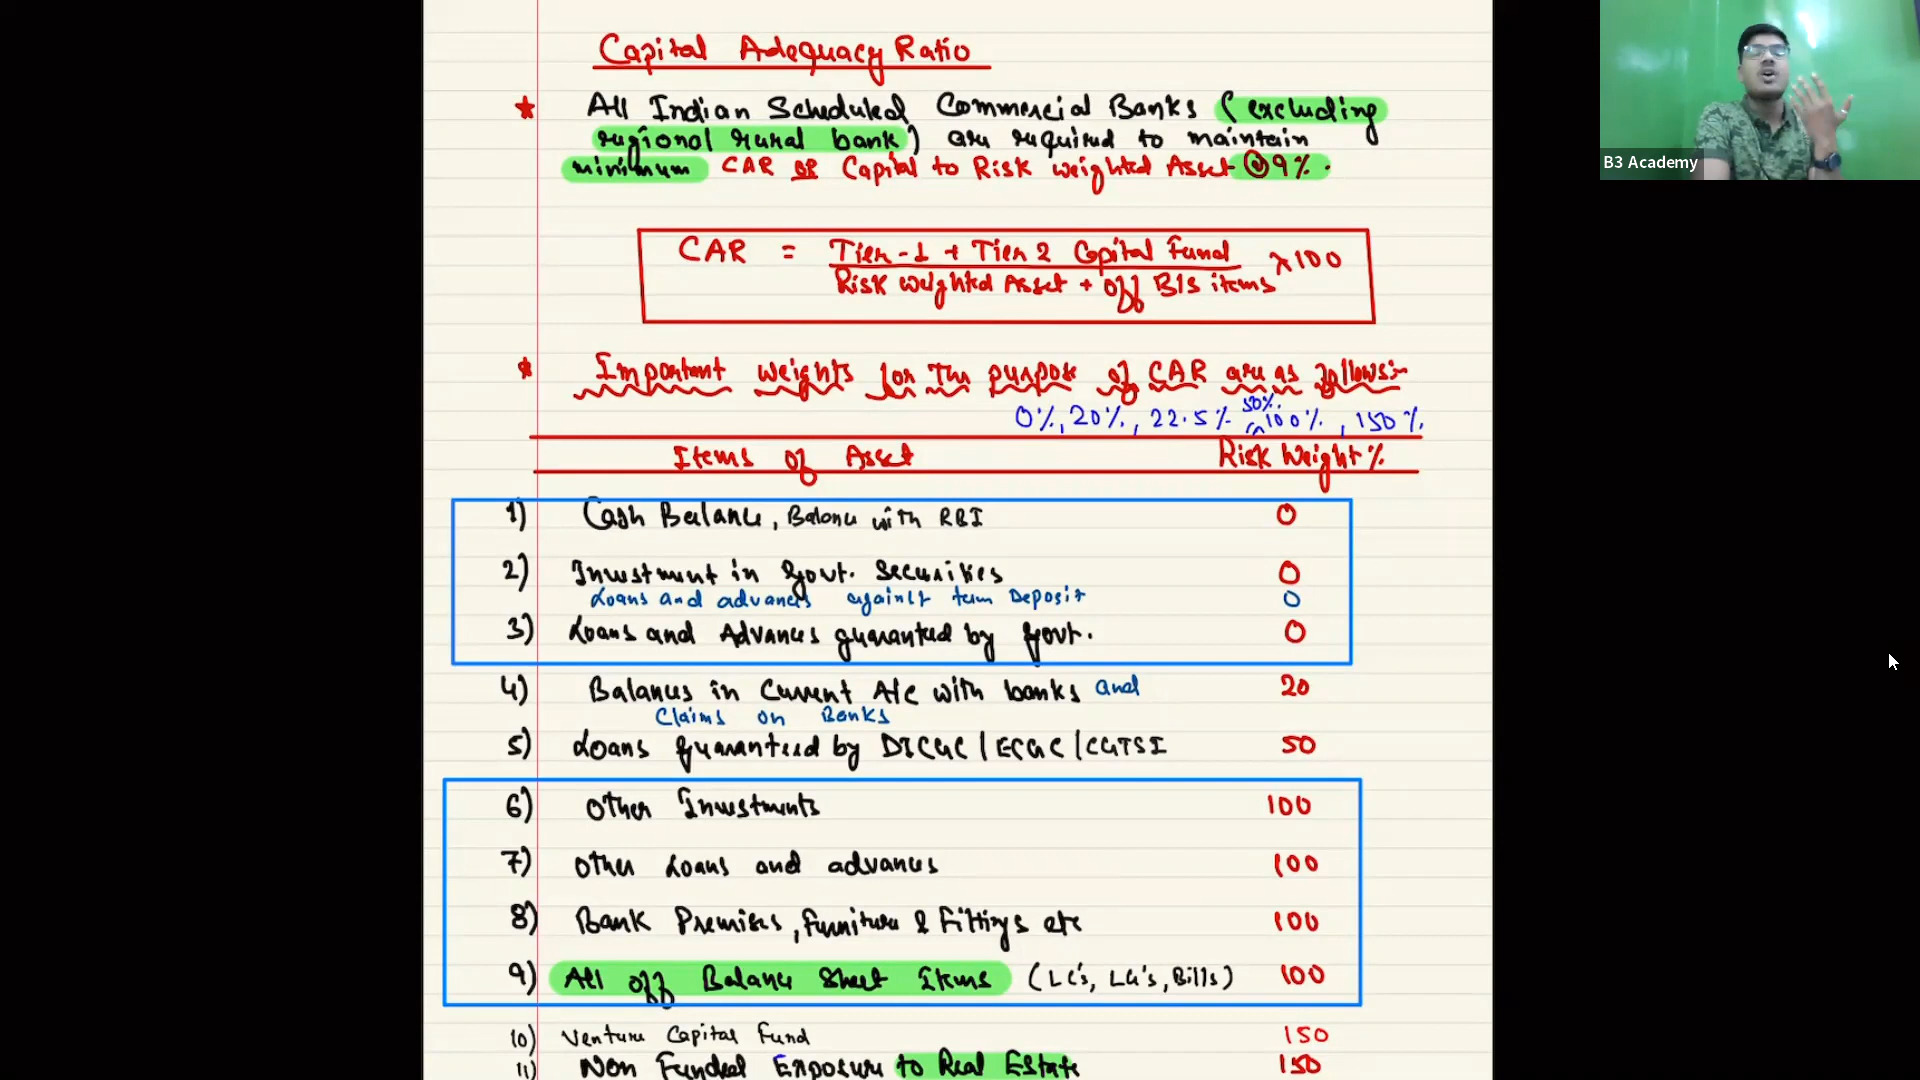 Capital Adequacy Ratio
All Indian Scheduled Commercial Banks (excluding
regional rural bank) are required to maintain
minimum CAR or Capital to Risk weighted Asset @9%.
CAR = Tier-1 + Tier 2 Capital Fund
Risk weighted Asset + off B/S items
×100
Important weights for the purpose of CAR are as follows:-
50%
0%, 20%, 22.5% 100%, 150%
Items of Asset Risk Weight %
1) Cash Balance, Balance with RBI 0
2) Investment in Govt. Securities 0
Loans and advances against term Deposit 0
3) Loans and Advances guaranteed by Govt. 0
4) Balances in Current A/C with banks and 20
Claims on Banks
5) Loans guaranteed by DICGC/ECGC/CGTSI 50
6) Other Investments 100
7) Other Loans and advances 100
8) Bank Premises, Furniture & Fittings etc 100
9) All off Balance Sheet Items (LC's, LG's, Bills) 100
10) Venture Capital Fund 150
11) Non Funded Exposure to Real Estate 150
B3 Academy